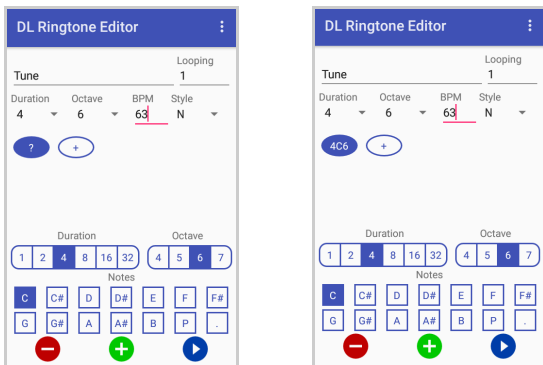 DL Ringtone Editor
Looping
Tune 1
Duration Octave BPM Style
4 6 63 N
? +
Duration Octave
1 2 4 8 16 32 4 5 6 7
Notes
C C# D D# E F F#
G G# A A# B P .
DL Ringtone Editor
Looping
Tune 1
Duration Octave BPM Style
4 6 63 N
4C6 +
Duration Octave
1 2 4 8 16 32 4 5 6 7
Notes
C C# D D# E F F#
G G# A A# B P .